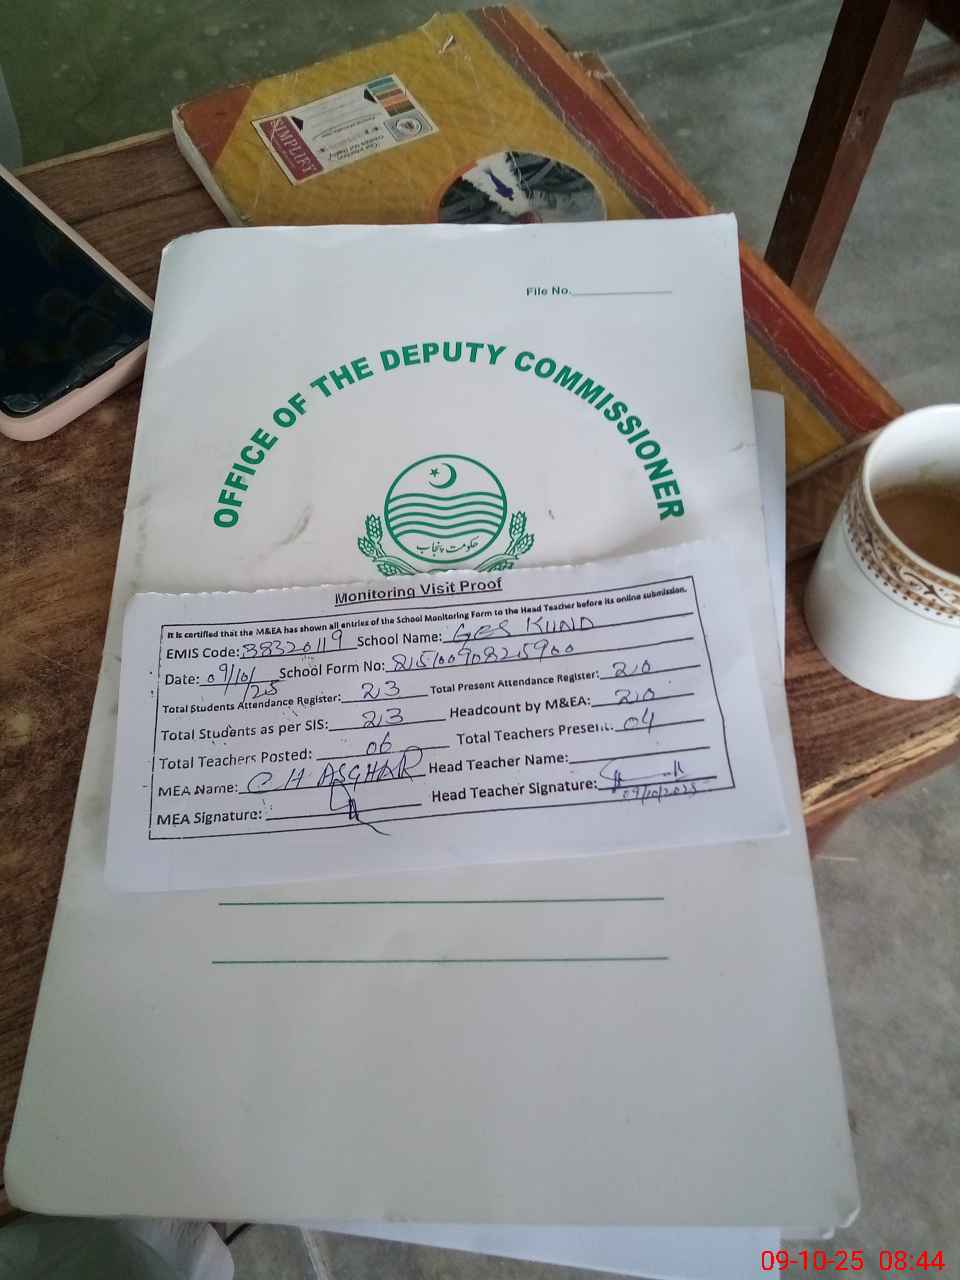 SIMPLIFY
File No.
OFFICE OF THE DEPUTY COMMISSIONER
حکومت پنجاب
Monitoring Visit Proof
It is certified that the M&EA has shown all entries of the School Monitoring Form to the Head Teacher before its online submission.
EMIS Code: 38320119 School Name: GES KUND
Date: 09/10/25 School Form No: 81510090825900
Total Students Attendance Register: 23 Total Present Attendance Register: 20
Total Students as per SIS: 23 Headcount by M&EA: 20
Total Teachers Posted: 06 Total Teachers Present: 04
MEA Name: CH ASGHAR Head Teacher Name:
MEA Signature: Head Teacher Signature:
09/10/2025
09-10-25 08:44